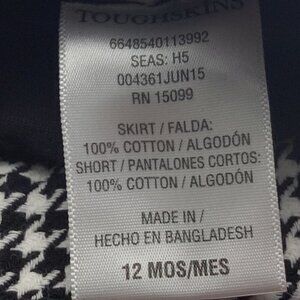 TOUGHSKINS
6648540113992
SEAS: H5
004361JUN15
RN 15099
SKIRT / FALDA:
100% COTTON / ALGODÓN
SHORT / PANTALONES CORTOS:
100% COTTON / ALGODÓN
MADE IN /
HECHO EN BANGLADESH
12 MOS/MES